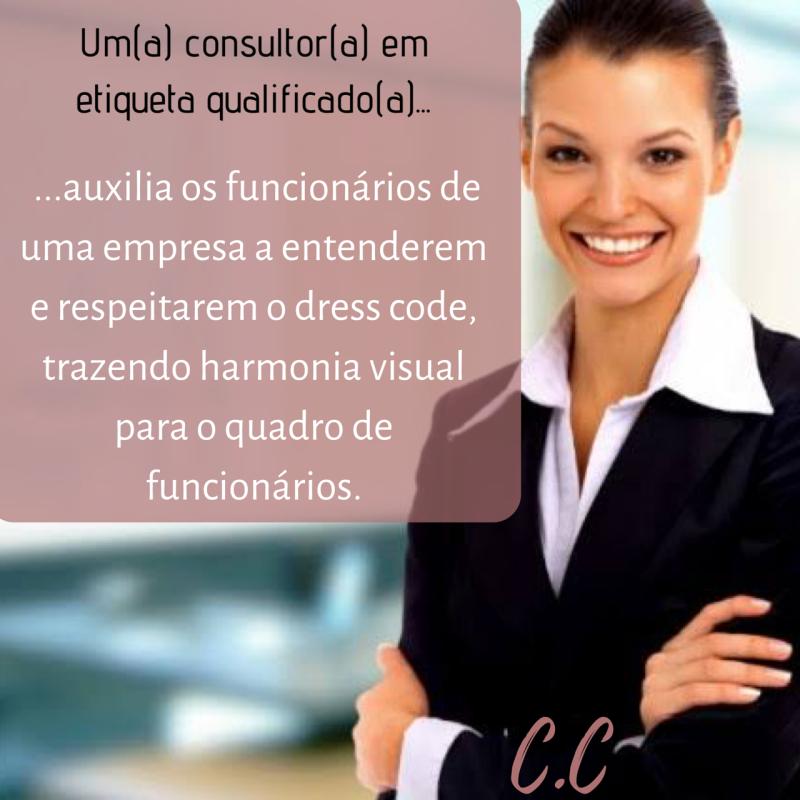 Um(a) consultor(a) em
etiqueta qualificado(a)...
...auxilia os funcionários de
uma empresa a entenderem
e respeitarem o dress code,
trazendo harmonia visual
para o quadro de
funcionários.
C.C